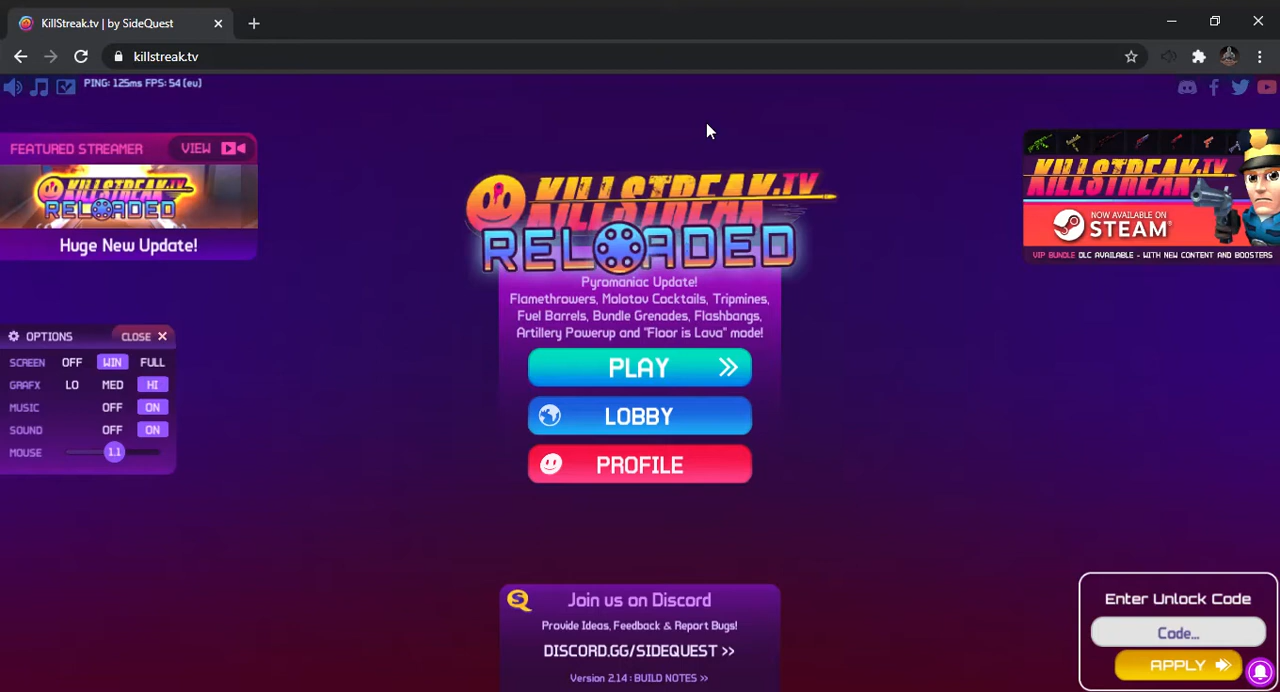 KillStreak.tv | by SideQuest
killstreak.tv
PING: 125ms FPS: 54 (eu)
FEATURED STREAMER
VIEW
KILLSTREAK.TV
RELOADED
Huge New Update!
KILLSTREAK.TV
RELOADED
Pyromaniac Update!
Flamethrowers, Molotov Cocktails, Tripmines,
Fuel Barrels, Bundle Grenades, Flashbangs,
Artillery Powerup and "Floor is Lava" mode!
PLAY
LOBBY
PROFILE
KILLSTREAK.TV
NOW AVAILABLE ON
STEAM
VIP BUNDLE DLC AVAILABLE - WITH NEW CONTENT AND BOOSTERS
OPTIONS CLOSE
SCREEN OFF WIN FULL
GRAFX LO MED HI
MUSIC OFF ON
SOUND OFF ON
MOUSE 1.1
Join us on Discord
Provide Ideas, Feedback & Report Bugs!
DISCORD.GG/SIDEQUEST >>
Version 2.14 : BUILD NOTES >>
Enter Unlock Code
Code...
APPLY